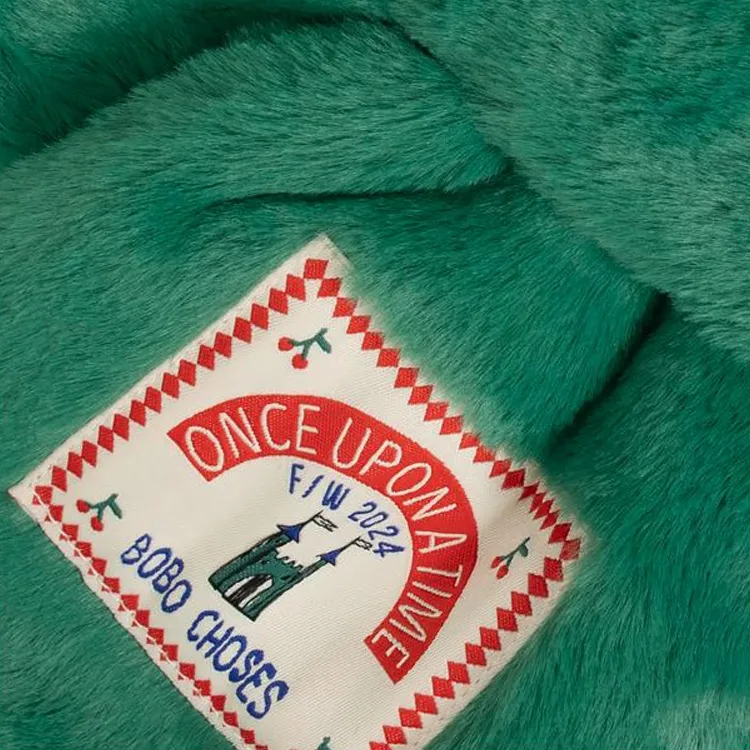 ONCE UPON A TIME
F/W 2024
BOBO CHOSES